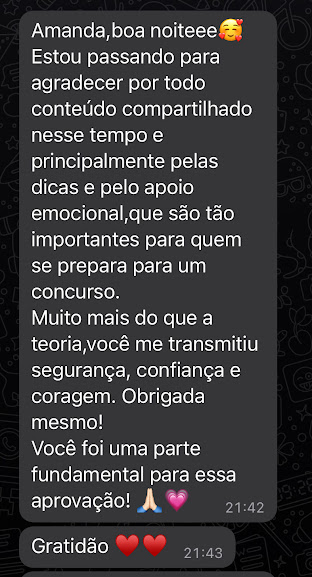 Amanda,boa noiteee🥰
Estou passando para
agradecer por todo
conteúdo compartilhado
nesse tempo e
principalmente pelas
dicas e pelo apoio
emocional,que são tão
importantes para quem
se prepara para um
concurso.
Muito mais do que a
teoria,você me transmitiu
segurança, confiança e
coragem. Obrigada
mesmo!
Você foi uma parte
fundamental para essa
aprovação! 🙏🏻💗
21:42
Gratidão ♥️♥️ 21:43